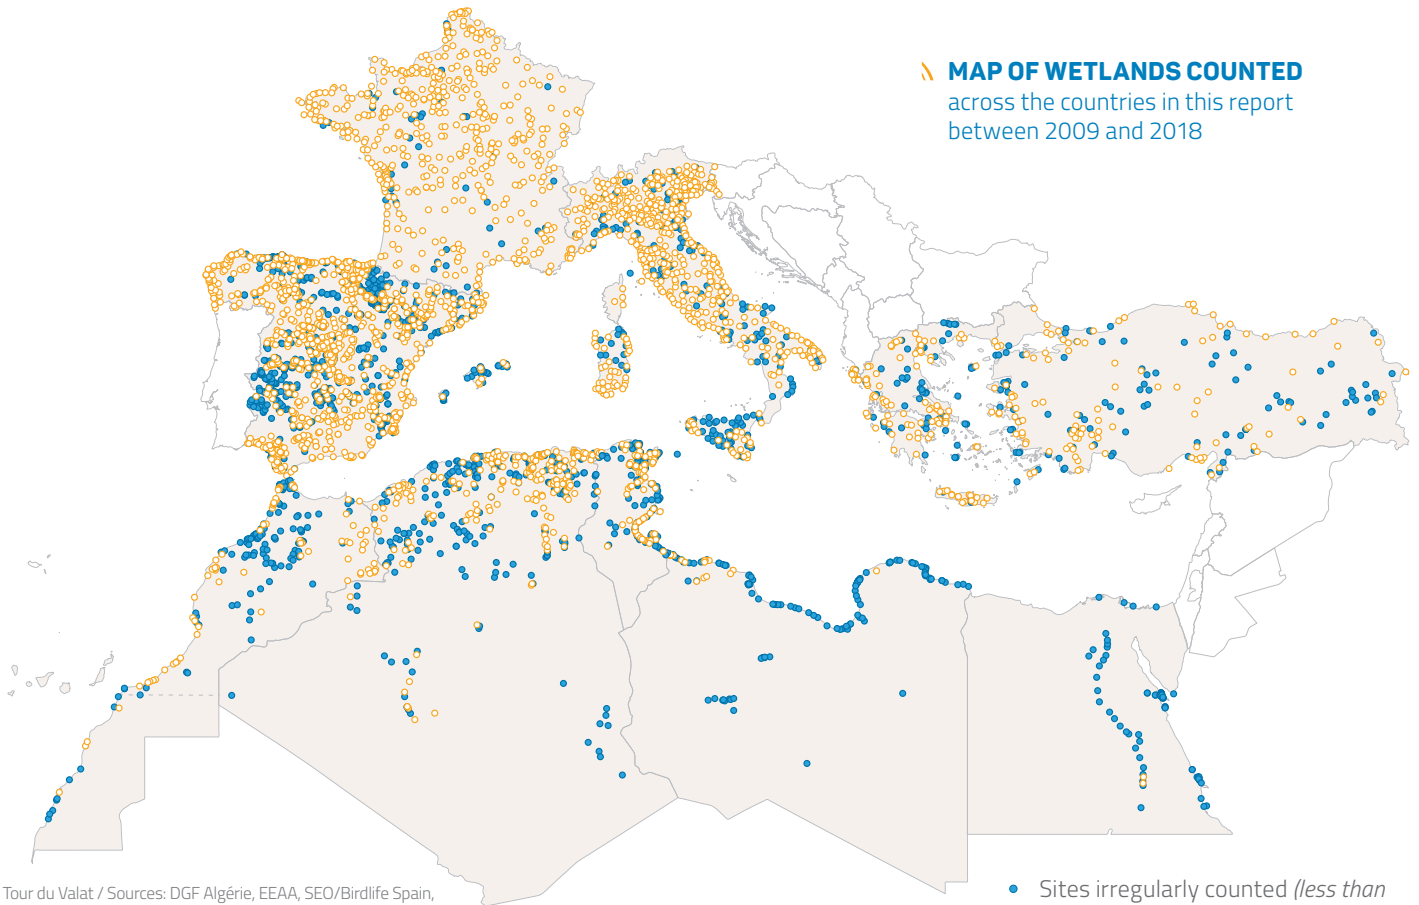 MAP OF WETLANDS COUNTED
across the countries in this report
between 2009 and 2018
Tour du Valat / Sources: DGF Algérie, EEAA, SEO/Birdlife Spain,
Sites irregularly counted (less than